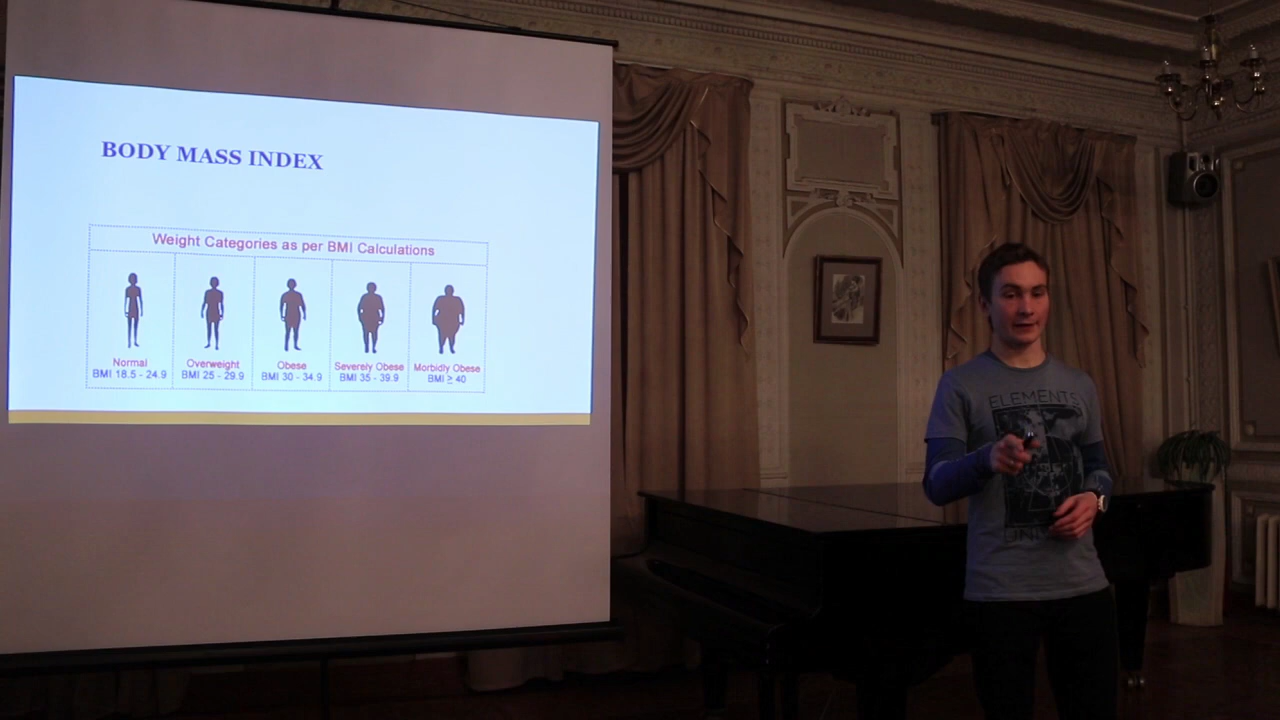 BODY MASS INDEX
Weight Categories as per BMI Calculations
Normal
BMI 18.5 - 24.9
Overweight
BMI 25 - 29.9
Obese
BMI 30 - 34.9
Severely Obese
BMI 35 - 39.9
Morbidly Obese
BMI ≥ 40
ELEMENTS